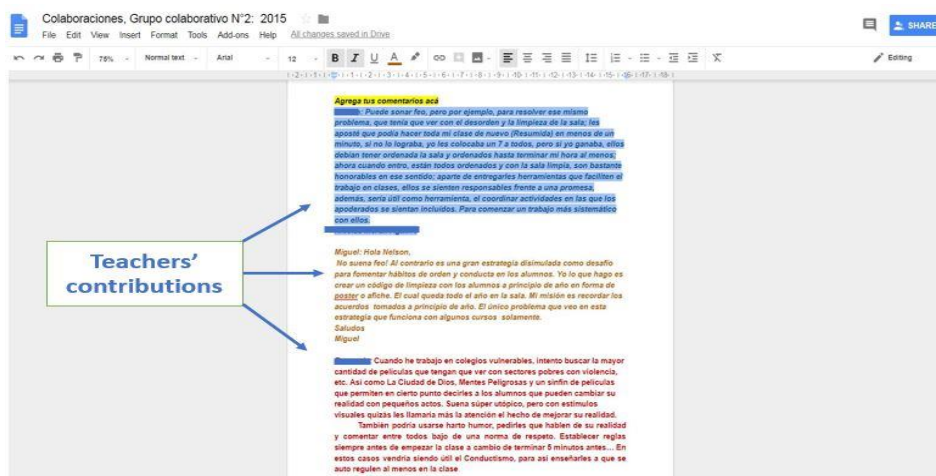 Colaboraciones, Grupo colaborativo N°2: 2015
SHARE
File Edit View Insert Format Tools Add-ons Help All changes saved in Drive
75% Normal text Arial 12 B I U A Editing
Agrega tus comentarios acá
Puede sonar feo, pero por ejemplo, para resolver ese mismo
problema, que tenía que ver con el desorden y la limpieza de la sala; les
aposté que podía hacer toda mi clase de nuevo (Resumida) en menos de un
minuto, si no lo lograba, yo les colocaba un 7 a todos, pero si yo ganaba, ellos
debían tener ordenada la sala y ordenados hasta terminar mi hora al menos;
ahora cuando entro, están todos ordenados y con la sala limpia, son bastante
honorables en ese sentido; aparte de entregarles herramientas que faciliten el
trabajo en clases, ellos se sienten responsables frente a una promesa,
además, sería útil como herramienta, el coordinar actividades en las que los
apoderados se sientan incluidos. Para comenzar un trabajo más sistemático
con ellos.
Teachers'
contributions
Miguel: Hola Nelson,
No suena feo! Al contrario es una gran estrategia disimulada como desafío
para fomentar hábitos de orden y conducta en los alumnos. Yo lo que hago es
crear un código de limpieza con los alumnos a principio de año en forma de
poster o afiche. El cual queda todo el año en la sala. Mi misión es recordar los
acuerdos tomados a principio de año. El único problema que veo en esta
estrategia que funciona con algunos cursos solamente.
Saludos
Miguel
Cuando he trabajo en colegios vulnerables, intento buscar la mayor
cantidad de películas que tengan que ver con sectores pobres con violencia,
etc. Así como La Ciudad de Dios, Mentes Peligrosas y un sinfín de películas
que permiten en cierto punto decirles a los alumnos que pueden cambiar su
realidad con pequeños actos. Suena súper utópico, pero con estímulos
visuales quizás les llamaría más la atención el hecho de mejorar su realidad.
También podría usarse harto humor, pedirles que hablen de su realidad
y comentar entre todos bajo de una norma de respeto. Establecer reglas
siempre antes de empezar la clase a cambio de terminar 5 minutos antes... En
estos casos vendría siendo útil el Conductismo, para así enseñarles a que se
auto regulen al menos en la clase